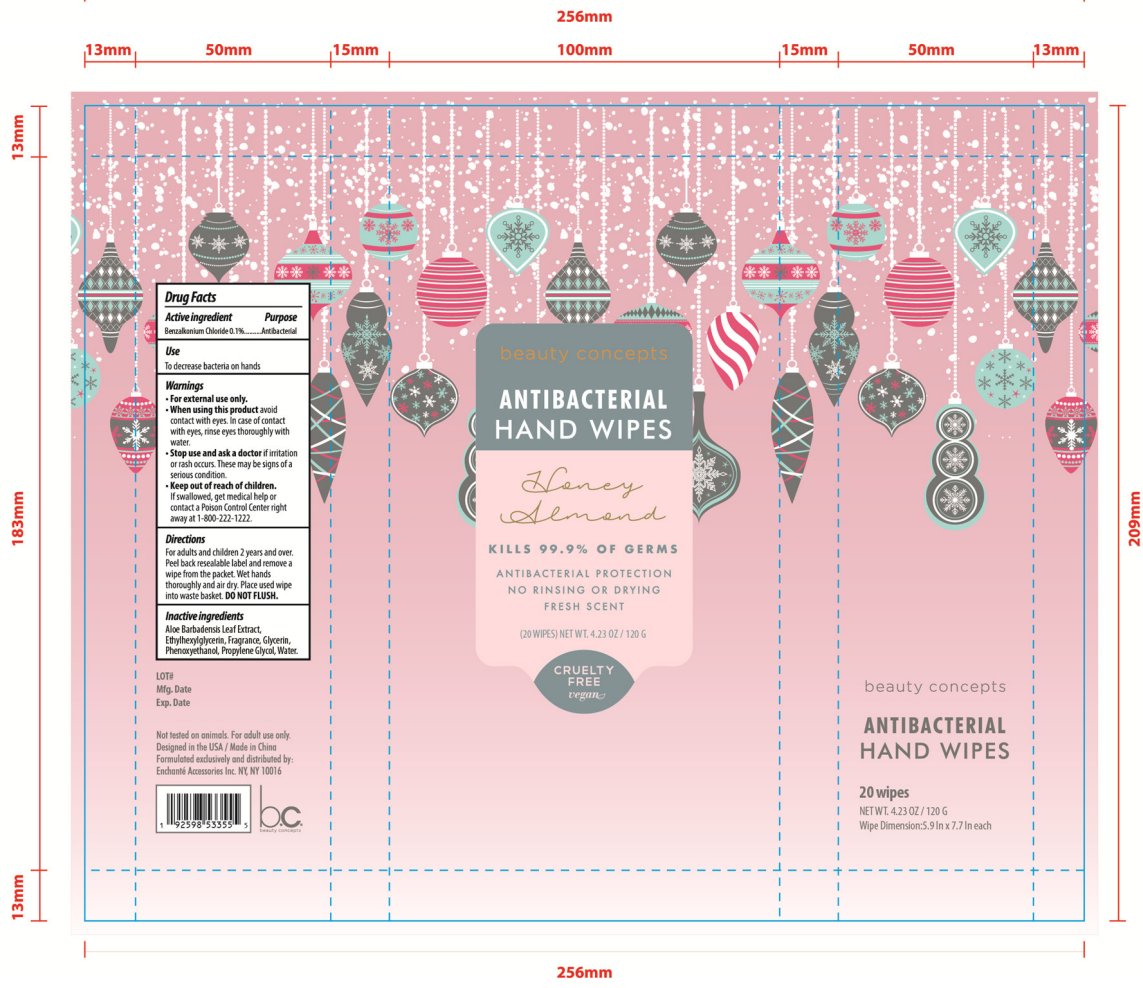 256mm
13mm 50mm 15mm 100mm 15mm 50mm 13mm
13mm
183mm
13mm
209mm
Drug Facts
Active ingredient Purpose
Benzalkonium Chloride 0.1%.........Antibacterial
Use
To decrease bacteria on hands
Warnings
• For external use only.
• When using this product avoid
contact with eyes. In case of contact
with eyes, rinse eyes thoroughly with
water.
• Stop use and ask a doctor if irritation
or rash occurs. These may be signs of a
serious condition.
• Keep out of reach of children.
If swallowed, get medical help or
contact a Poison Control Center right
away at 1-800-222-1222.
Directions
For adults and children 2 years and over.
Peel back resealable label and remove a
wipe from the packet. Wet hands
thoroughly and air dry. Place used wipe
into waste basket. DO NOT FLUSH.
Inactive ingredients
Aloe Barbadensis Leaf Extract,
Ethylhexylglycerin, Fragrance, Glycerin,
Phenoxyethanol, Propylene Glycol, Water.
LOT#
Mfg. Date
Exp. Date
Not tested on animals. For adult use only.
Designed in the USA / Made in China
Formulated exclusively and distributed by:
Enchanté Accessories Inc. NY, NY 10016
1 92598 53355 5
b.c.
beauty concepts
beauty concepts
ANTIBACTERIAL
HAND WIPES
Honey
Almond
KILLS 99.9% OF GERMS
ANTIBACTERIAL PROTECTION
NO RINSING OR DRYING
FRESH SCENT
(20 WIPES) NET WT. 4.23 OZ / 120 G
CRUELTY
FREE
vegan
beauty concepts
ANTIBACTERIAL
HAND WIPES
20 wipes
NET WT. 4.23 OZ / 120 G
Wipe Dimension:5.9 In x 7.7 In each
256mm